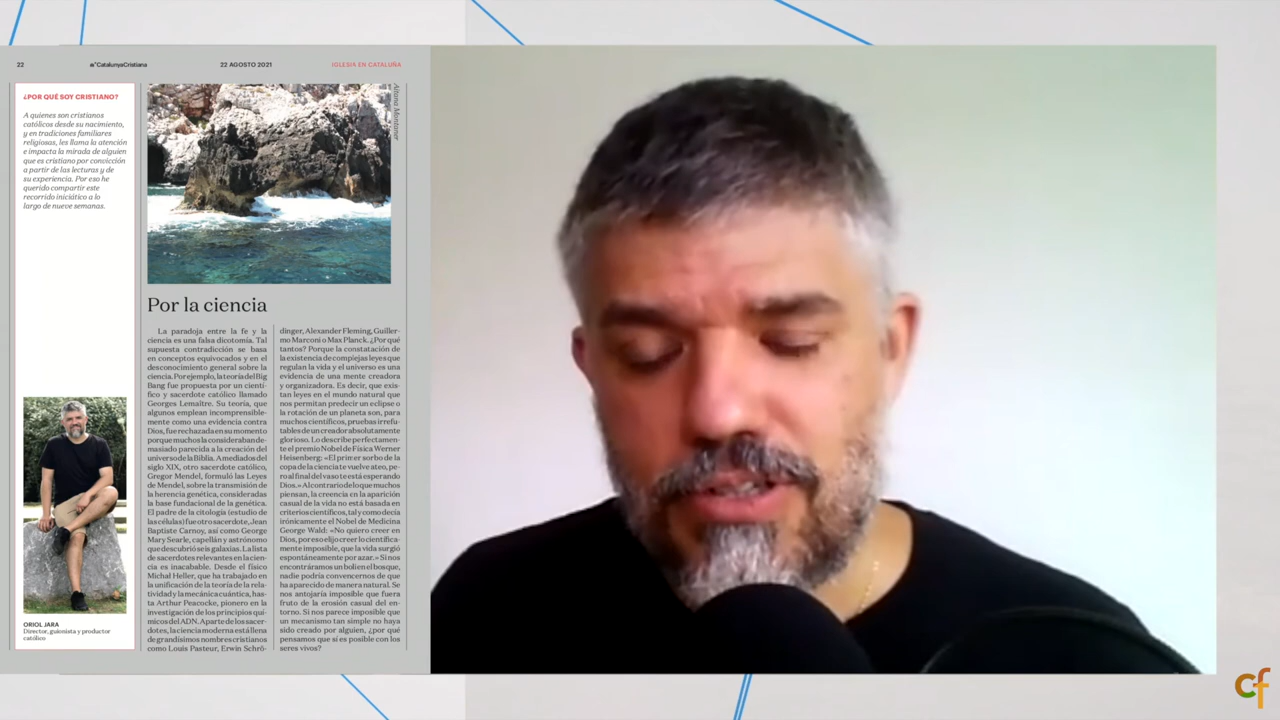 22
CatalunyaCristiana
22 AGOSTO 2021
IGLESIA EN CATALUÑA
¿POR QUÉ SOY CRISTIANO?
A quienes son cristianos
católicos desde su nacimiento,
y en tradiciones familiares
religiosas, les llama la atención
e impacta la mirada de alguien
que es cristiano por convicción
a partir de las lecturas y de
su experiencia. Por eso he
querido compartir este
recorrido iniciático a lo
largo de nueve semanas.
ORIOL JARA
Director, guionista y productor
católico
Aitana Montaner
Por la ciencia
La paradoja entre la fe y la
ciencia es una falsa dicotomía. Tal
supuesta contradicción se basa
en conceptos equivocados y en el
desconocimiento general sobre la
ciencia. Por ejemplo, la teoría del Big
Bang fue propuesta por un cientí-
fico y sacerdote católico llamado
Georges Lemaître. Su teoría, que
algunos emplean incomprensible-
mente como una evidencia contra
Dios, fue rechazada en su momento
porque muchos la consideraban de-
masiado parecida a la creación del
universo de la Biblia. A mediados del
siglo XIX, otro sacerdote católico,
Gregor Mendel, formuló las Leyes
de Mendel, sobre la transmisión de
la herencia genética, consideradas
la base fundacional de la genética.
El padre de la citología (estudio de
las células) fue otro sacerdote, Jean
Baptiste Carnoy, así como George
Mary Searle, capellán y astrónomo
que descubrió seis galaxias. La lista
de sacerdotes relevantes en la cien-
cia es inacabable. Desde el físico
Michal Heller, que ha trabajado en
la unificación de la teoría de la rela-
tividad y la mecánica cuántica, has-
ta Arthur Peacocke, pionero en la
investigación de los principios quí-
micos del ADN. Aparte de los sacer-
dotes, la ciencia moderna está llena
de grandísimos nombres cristianos
como Louis Pasteur, Erwin Schrö-
dinger, Alexander Fleming, Guiller-
mo Marconi o Max Planck. ¿Por qué
tantos? Porque la constatación de
la existencia de complejas leyes que
regulan la vida y el universo es una
evidencia de una mente creadora
y organizadora. Es decir, que exis-
tan leyes en el mundo natural que
nos permitan predecir un eclipse o
la rotación de un planeta son, para
muchos científicos, pruebas irrefu-
tables de un creador absolutamente
glorioso. Lo describe perfectamen-
te el premio Nobel de Física Werner
Heisenberg: «El primer sorbo de la
copa de la ciencia te vuelve ateo, pe-
ro al final del vaso te está esperando
Dios.» Al contrario de lo que muchos
piensan, la creencia en la aparición
casual de la vida no está basada en
criterios científicos, tal y como decía
irónicamente el Nobel de Medicina
George Wald: «No quiero creer en
Dios, por eso elijo creer lo científica-
mente imposible, que la vida surgió
espontáneamente por azar.» Si nos
encontráramos un boli en el bosque,
nadie podría convencernos de que
ha aparecido de manera natural. Se
nos antojaría imposible que fuera
fruto de la erosión casual del en-
torno. Si nos parece imposible que
un mecanismo tan simple no haya
sido creado por alguien, ¿por qué
pensamos que sí es posible con los
seres vivos?
cf